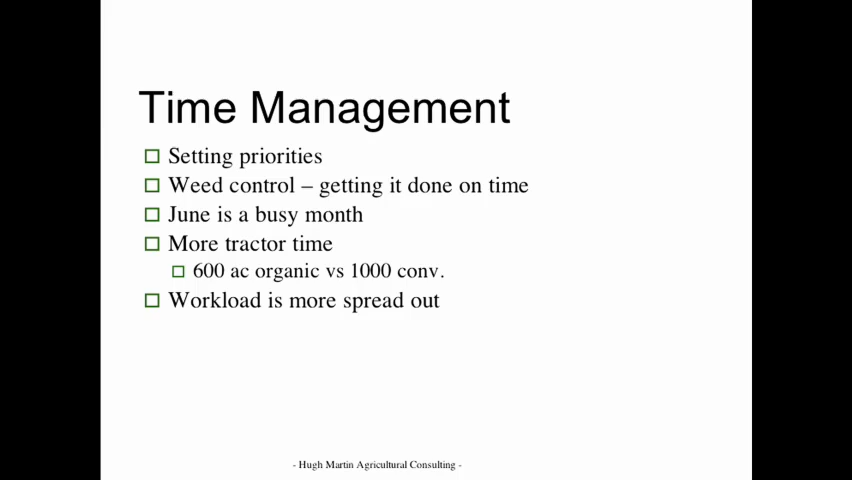 Time Management
Setting priorities
Weed control – getting it done on time
June is a busy month
More tractor time
600 ac organic vs 1000 conv.
Workload is more spread out
- Hugh Martin Agricultural Consulting -